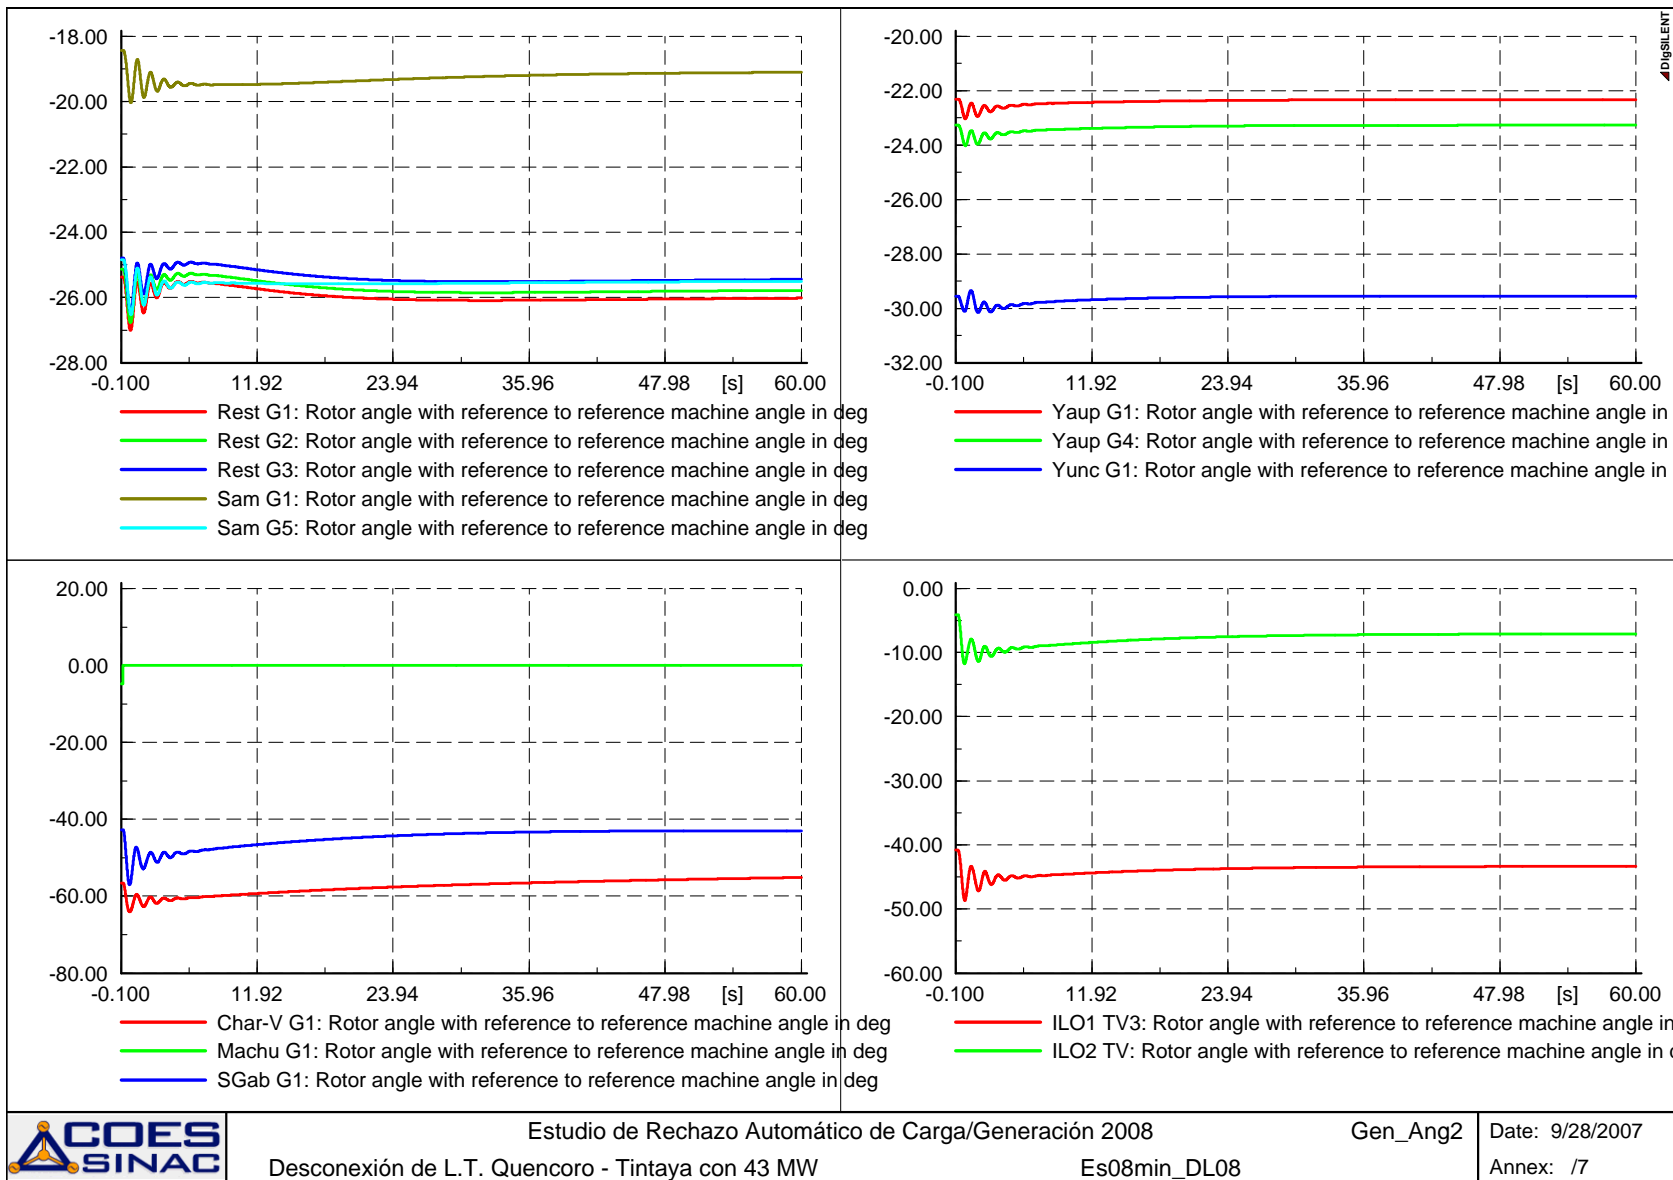 DIgSILENT
-18.00
-20.00
-22.00
-24.00
-26.00
-28.00
-0.100 11.92 23.94 35.96 47.98 [s] 60.00
Rest G1: Rotor angle with reference to reference machine angle in deg
Rest G2: Rotor angle with reference to reference machine angle in deg
Rest G3: Rotor angle with reference to reference machine angle in deg
Sam G1: Rotor angle with reference to reference machine angle in deg
Sam G5: Rotor angle with reference to reference machine angle in deg
-20.00
-22.00
-24.00
-26.00
-28.00
-30.00
-32.00
-0.100 11.92 23.94 35.96 47.98 [s] 60.00
Yaup G1: Rotor angle with reference to reference machine angle in
Yaup G4: Rotor angle with reference to reference machine angle in
Yunc G1: Rotor angle with reference to reference machine angle in
20.00
0.00
-20.00
-40.00
-60.00
-80.00
-0.100 11.92 23.94 35.96 47.98 [s] 60.00
Char-V G1: Rotor angle with reference to reference machine angle in deg
Machu G1: Rotor angle with reference to reference machine angle in deg
SGab G1: Rotor angle with reference to reference machine angle in deg
0.00
-10.00
-20.00
-30.00
-40.00
-50.00
-60.00
-0.100 11.92 23.94 35.96 47.98 [s] 60.00
ILO1 TV3: Rotor angle with reference to reference machine angle in
ILO2 TV: Rotor angle with reference to reference machine angle in
COES
SINAC
Estudio de Rechazo Automático de Carga/Generación 2008 Gen_Ang2
Desconexión de L.T. Quencoro - Tintaya con 43 MW Es08min_DL08
Date: 9/28/2007
Annex: /7